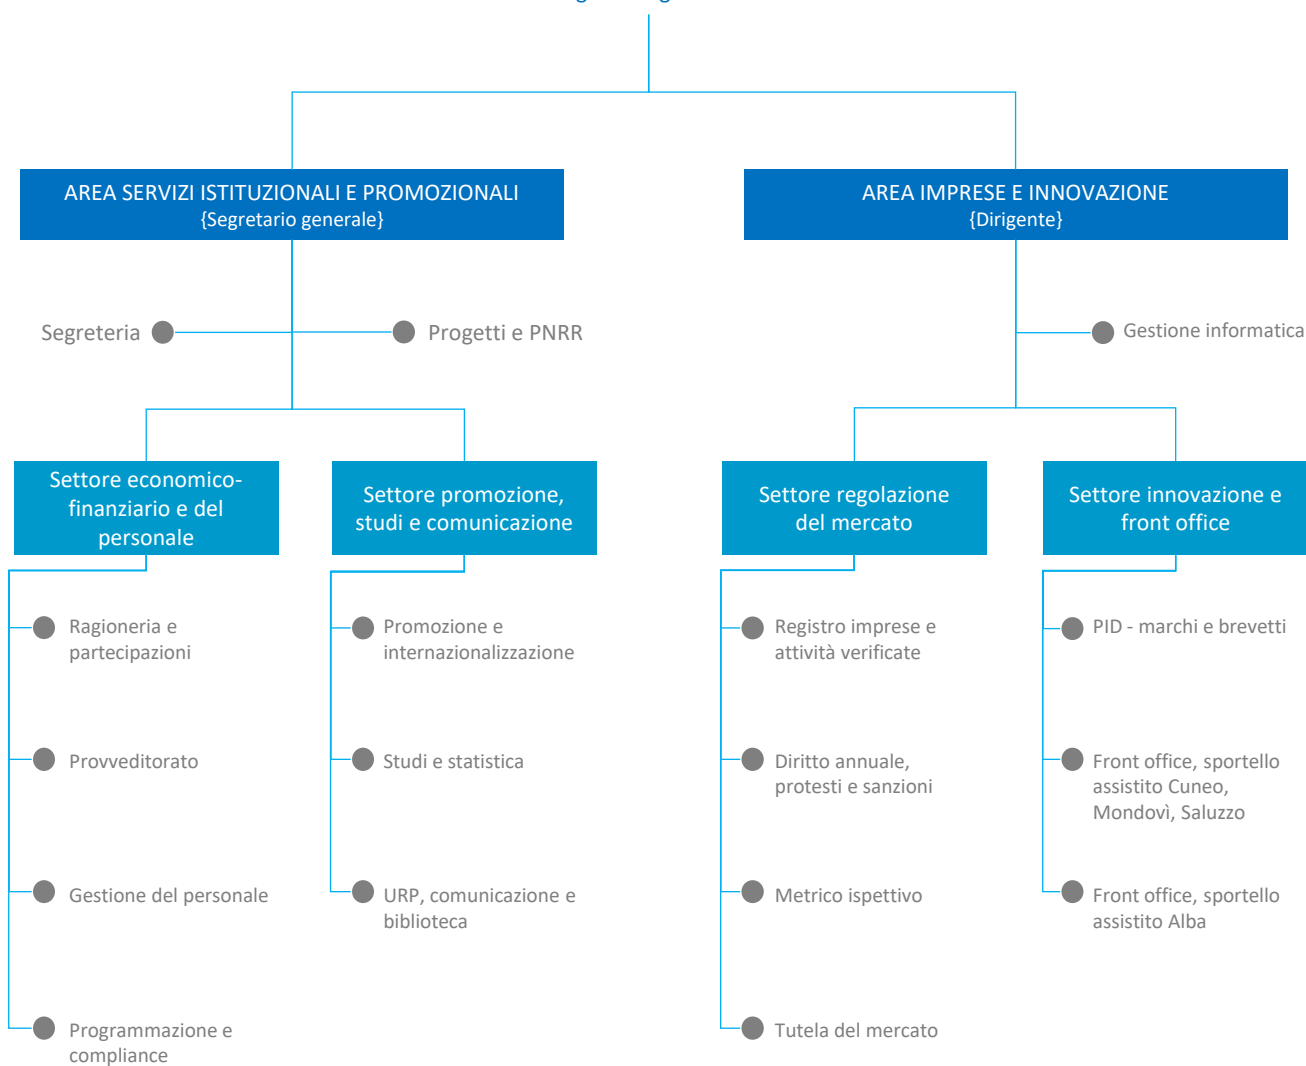 AREA SERVIZI ISTITUZIONALI E PROMOZIONALI
{Segretario generale}
AREA IMPRESE E INNOVAZIONE
{Dirigente}
Segreteria
Progetti e PNRR
Gestione informatica
Settore economico-
finanziario e del
personale
Settore promozione,
studi e comunicazione
Settore regolazione
del mercato
Settore innovazione e
front office
Ragioneria e
partecipazioni
Provveditorato
Gestione del personale
Programmazione e
compliance
Promozione e
internazionalizzazione
Studi e statistica
URP, comunicazione e
biblioteca
Registro imprese e
attività verificate
Diritto annuale,
protesti e sanzioni
Metrico ispettivo
Tutela del mercato
PID - marchi e brevetti
Front office, sportello
assistito Cuneo,
Mondovì, Saluzzo
Front office, sportello
assistito Alba